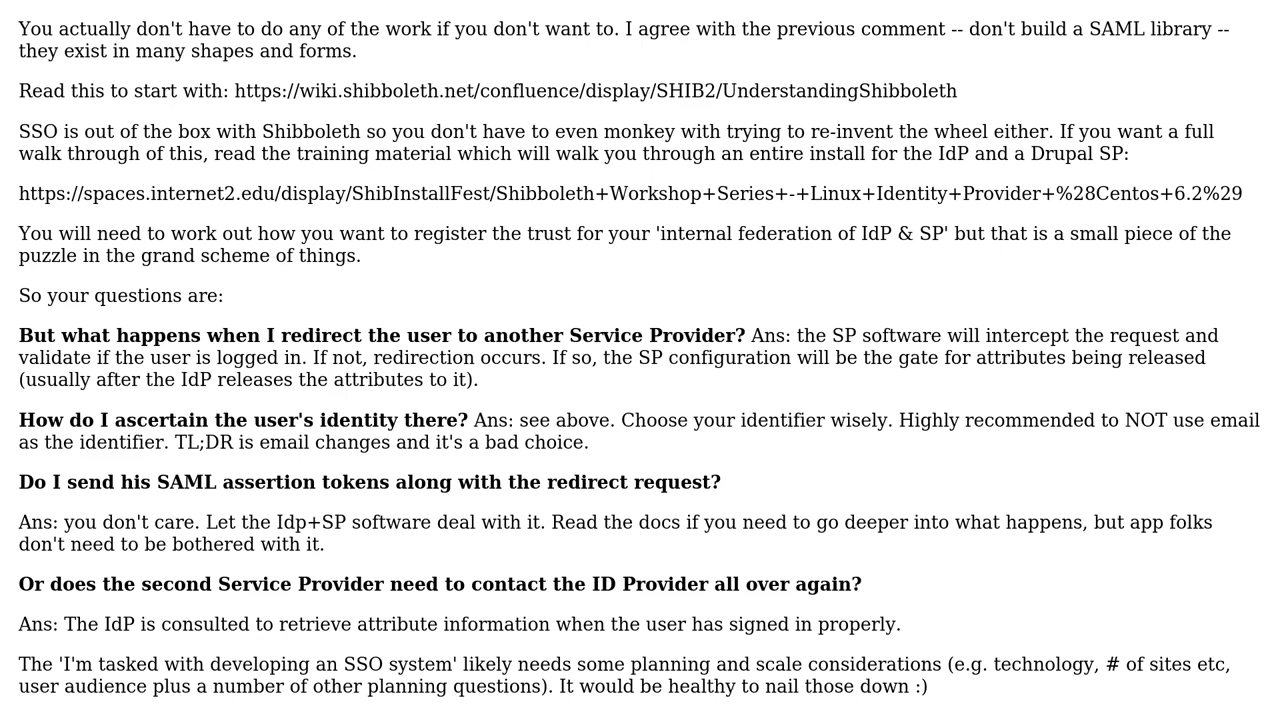 You actually don't have to do any of the work if you don't want to. I agree with the previous comment -- don't build a SAML library --
they exist in many shapes and forms.
Read this to start with: https://wiki.shibboleth.net/confluence/display/SHIB2/UnderstandingShibboleth
SSO is out of the box with Shibboleth so you don't have to even monkey with trying to re-invent the wheel either. If you want a full
walk through of this, read the training material which will walk you through an entire install for the IdP and a Drupal SP:
https://spaces.internet2.edu/display/ShibInstallFest/Shibboleth+Workshop+Series+-+Linux+Identity+Provider+%28Centos+6.2%29
You will need to work out how you want to register the trust for your 'internal federation of IdP & SP' but that is a small piece of the
puzzle in the grand scheme of things.
So your questions are:
But what happens when I redirect the user to another Service Provider? Ans: the SP software will intercept the request and
validate if the user is logged in. If not, redirection occurs. If so, the SP configuration will be the gate for attributes being released
(usually after the IdP releases the attributes to it).
How do I ascertain the user's identity there? Ans: see above. Choose your identifier wisely. Highly recommended to NOT use email
as the identifier. TL;DR is email changes and it's a bad choice.
Do I send his SAML assertion tokens along with the redirect request?
Ans: you don't care. Let the Idp+SP software deal with it. Read the docs if you need to go deeper into what happens, but app folks
don't need to be bothered with it.
Or does the second Service Provider need to contact the ID Provider all over again?
Ans: The IdP is consulted to retrieve attribute information when the user has signed in properly.
The 'I'm tasked with developing an SSO system' likely needs some planning and scale considerations (e.g. technology, # of sites etc,
user audience plus a number of other planning questions). It would be healthy to nail those down :)